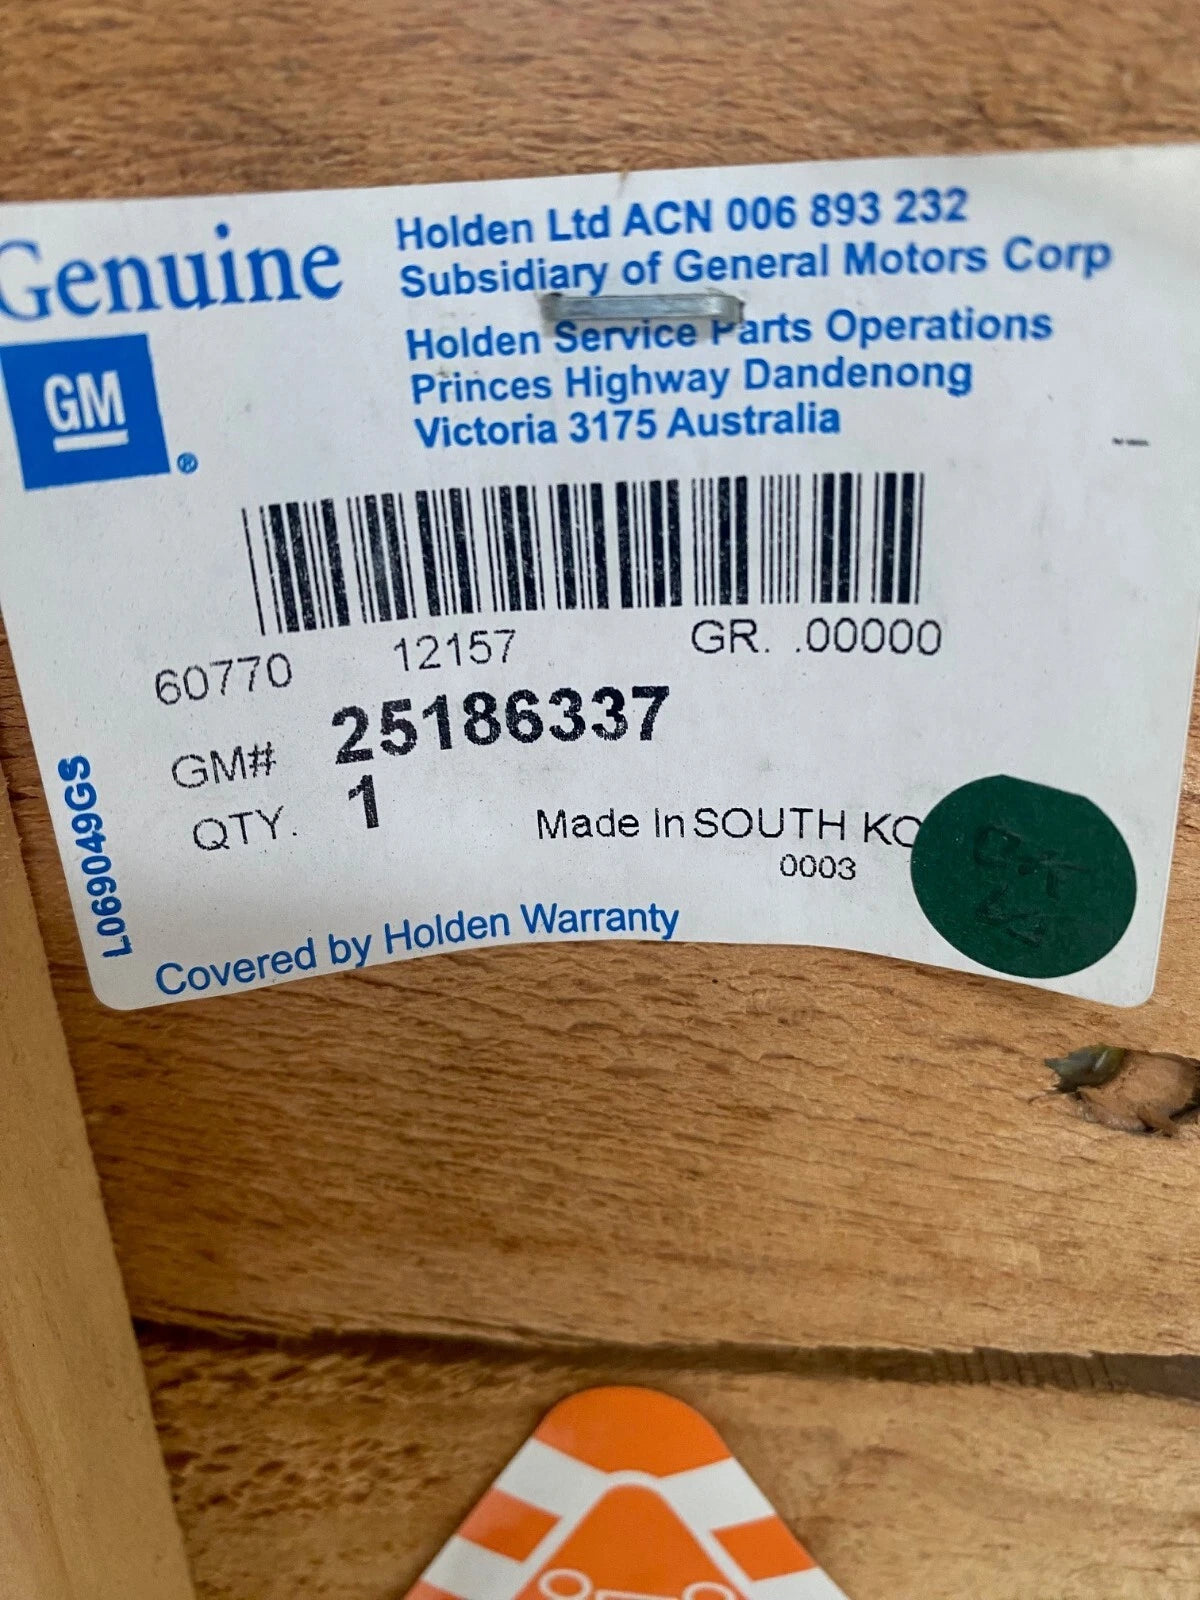 Genuine
GM
®
Holden Ltd ACN 006 893 232
Subsidiary of General Motors Corp
Holden Service Parts Operations
Princes Highway Dandenong
Victoria 3175 Australia
60770 12157 GR. .00000
GM# 25186337
QTY. 1
Made In SOUTH KO
0003
L069049GS
Covered by Holden Warranty